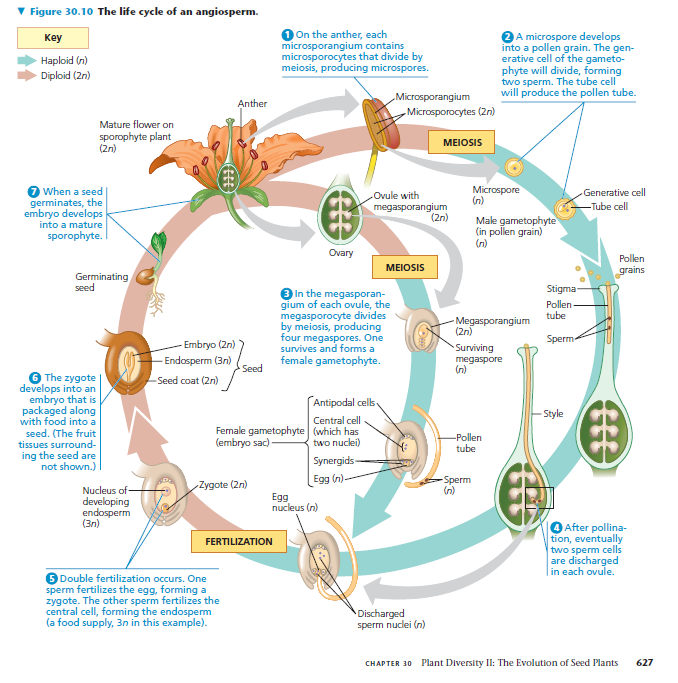 ▼ Figure 30.10 The life cycle of an angiosperm.
Key
Haploid (n)
Diploid (2n)
1 On the anther, each
microsporangium contains
microsporocytes that divide by
meiosis, producing microspores.
2 A microspore develops
into a pollen grain. The gen-
erative cell of the gameto-
phyte will divide, forming
two sperm. The tube cell
will produce the pollen tube.
Anther
Mature flower on
sporophyte plant
(2n)
Microsporangium
Microsporocytes (2n)
MEIOSIS
Microspore
(n)
Generative cell
Tube cell
Male gametophyte
(in pollen grain)
(n)
Pollen
grains
7 When a seed
germinates, the
embryo develops
into a mature
sporophyte.
Ovule with
megasporangium
(2n)
Ovary
MEIOSIS
Germinating
seed
Stigma
Pollen
tube
Sperm
3 In the megasporan-
gium of each ovule, the
megasporocyte divides
by meiosis, producing
four megaspores. One
survives and forms a
female gametophyte.
Megasporangium
(2n)
Surviving
megaspore
(n)
Embryo (2n)
Endosperm (3n)
Seed coat (2n)
Seed
6 The zygote
develops into an
embryo that is
packaged along
with food into a
seed. (The fruit
tissues surround-
ing the seed are
not shown.)
Antipodal cells
Central cell
(which has
two nuclei)
Synergids
Egg (n)
Female gametophyte
(embryo sac)
Pollen
tube
Sperm
(n)
Style
Nucleus of
developing
endosperm
(3n)
Zygote (2n)
Egg
nucleus (n)
FERTILIZATION
4 After pollina-
tion, eventually
two sperm cells
are discharged
in each ovule.
5 Double fertilization occurs. One
sperm fertilizes the egg, forming a
zygote. The other sperm fertilizes the
central cell, forming the endosperm
(a food supply, 3n in this example).
Discharged
sperm nuclei (n)
CHAPTER 30 Plant Diversity II: The Evolution of Seed Plants 627